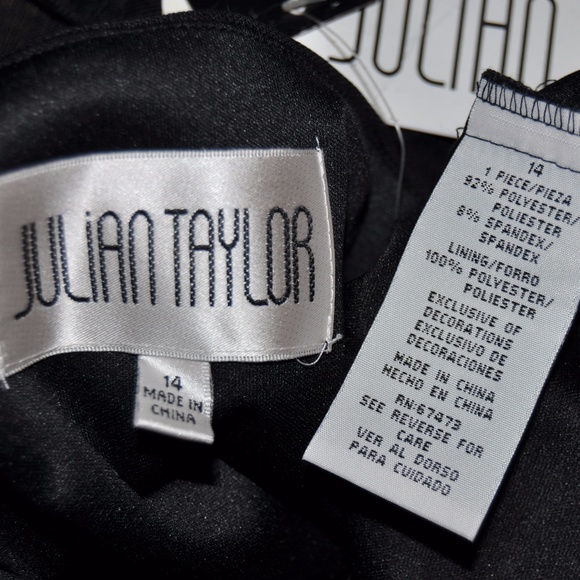 JULiAN
JULiANTAYLOR
14
MADE IN
CHINA
14
1 PIECE/PIEZA
92% POLYESTER/
POLIESTER
8% SPANDEX/
SPANDEX
LINING/FORRO
100% POLYESTER/
POLIESTER
EXCLUSIVE OF
DECORATIONS
EXCLUSIVO DE
DECORACIONES
MADE IN CHINA
HECHO EN CHINA
RN:67473
SEE REVERSE FOR
CARE
VER AL DORSO
PARA CUIDADO